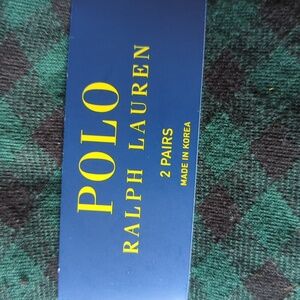 POLO
RALPH LAUREN
2 PAIRS
MADE IN KOREA